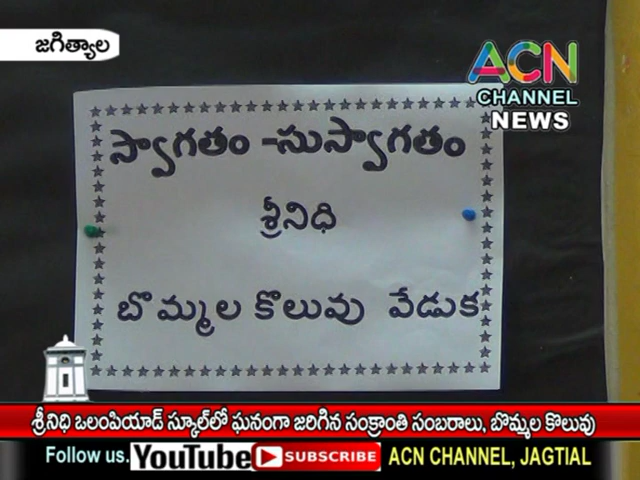 జగిత్యాల
ACN
CHANNEL
NEWS
స్వాగతం -సుస్వాగతం
శ్రీనిధి
బొమ్మల కొలువు వేడుక
శ్రీనిధి ఒలంపియాడ్ స్కూల్‌లో ఘనంగా జరిగిన సంక్రాంతి సంబరాలు, బొమ్మల కొలువు
Follow us. YouTube SUBSCRIBE ACN CHANNEL, JAGTIAL